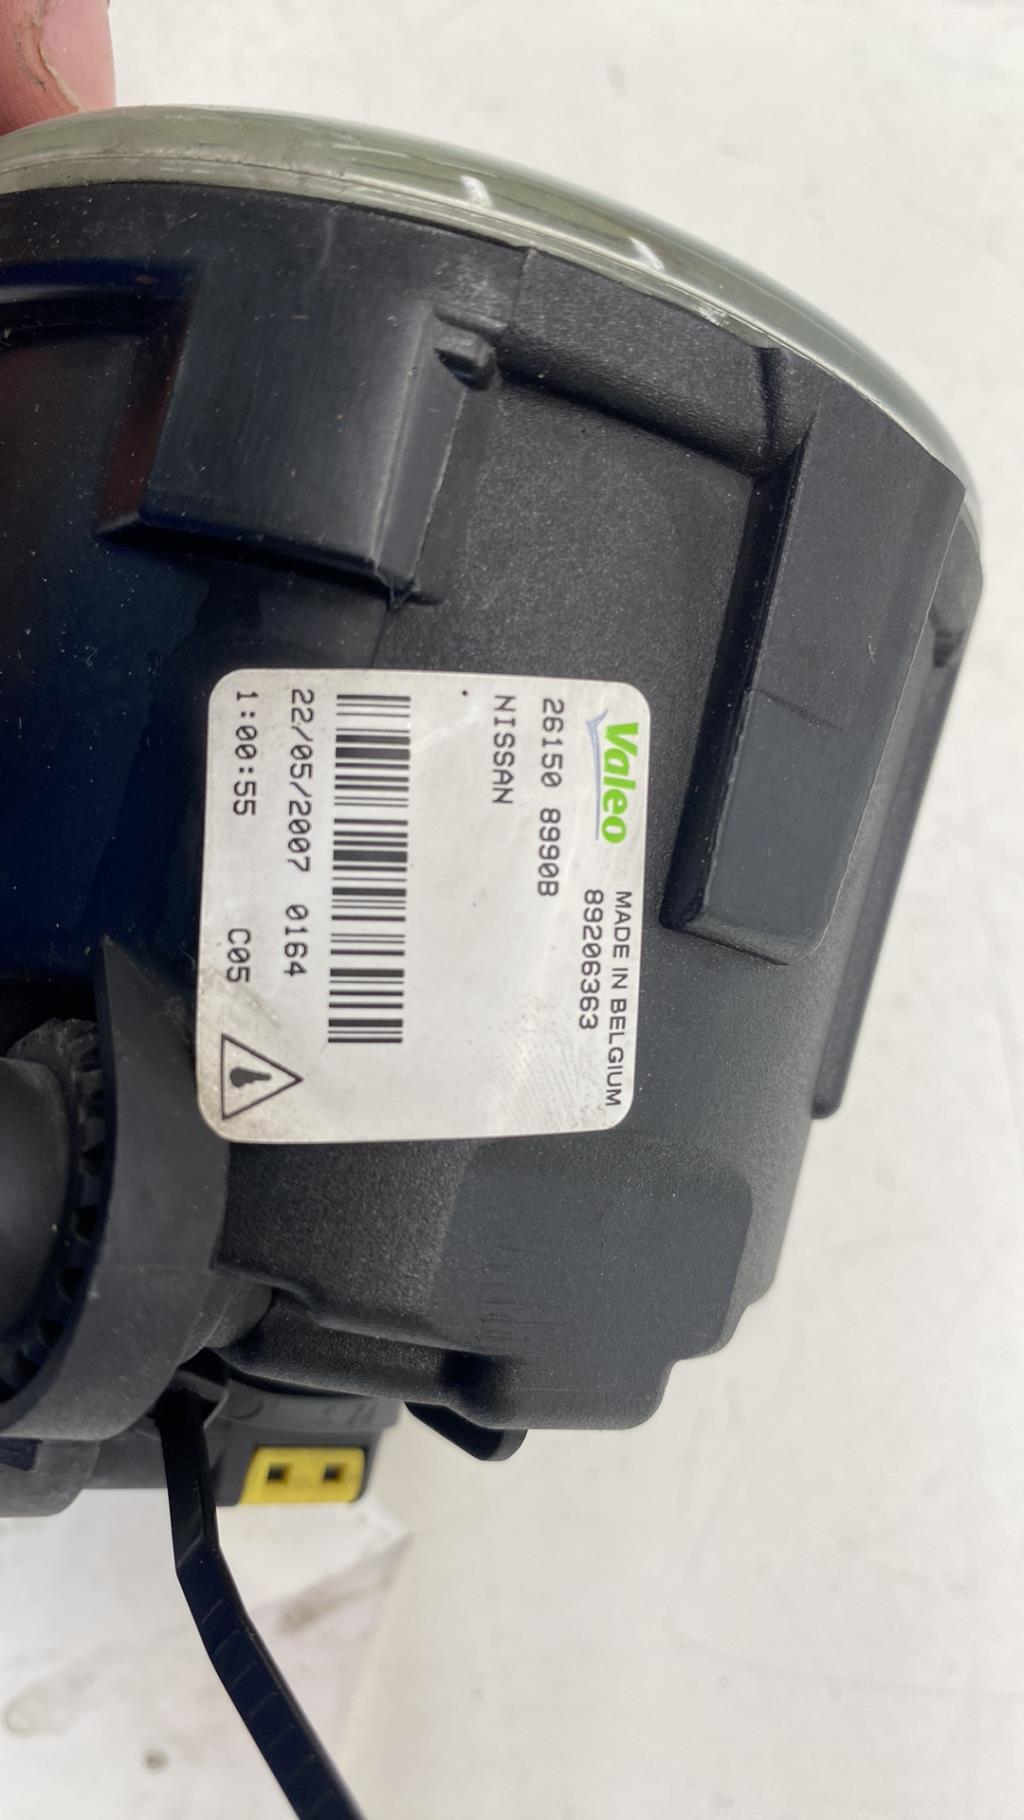 Valeo MADE IN BELGIUM
89206363
26150 8990B
NISSAN
22/05/2007 0164
1:00:55 C05